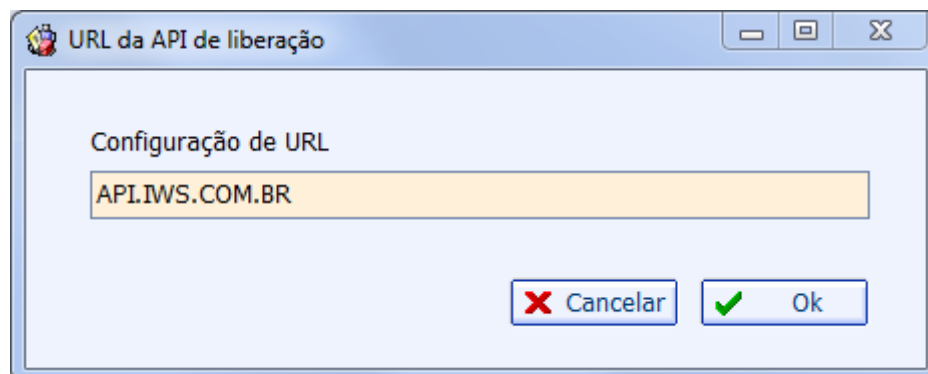 URL da API de liberação
Configuração de URL
API.IWS.COM.BR
Cancelar
Ok